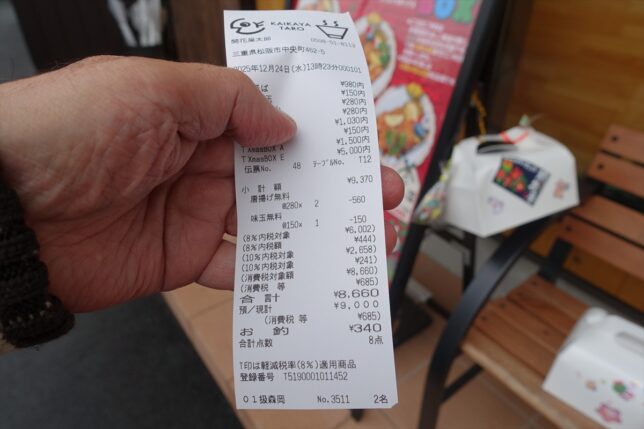 KAIKAYA
TARO
開花屋太郎
0598-51-8113
三重県松阪市中央町462-5
2025年12月24日(水)13時23分000101
¥980円
¥150円
¥280円
¥280円
¥1,030円
¥150円
T XmasBOX A ¥1,500円
T XmasBOX E ¥5,000円
伝票No. 48 テーブルNo. T12
小 計 額 ¥9,370
唐揚げ無料
@280x 2 -560
味玉無料
@150x 1 -150
(8%内税対象 ¥6,002)
(8%内税額 ¥444)
(10%内税対象 ¥2,658)
(10%内税対象 ¥241)
(消費税対象額 ¥8,660)
(消費税 等 ¥685)
合 計 ¥8,660
預/現計 ¥9,000
(消費税 等 ¥685)
お 釣 ¥340
合計点数 8点
T印は軽減税率(8%)適用商品
登録番号 T5190001011452
01扱森岡 No.3511 2名
BOX